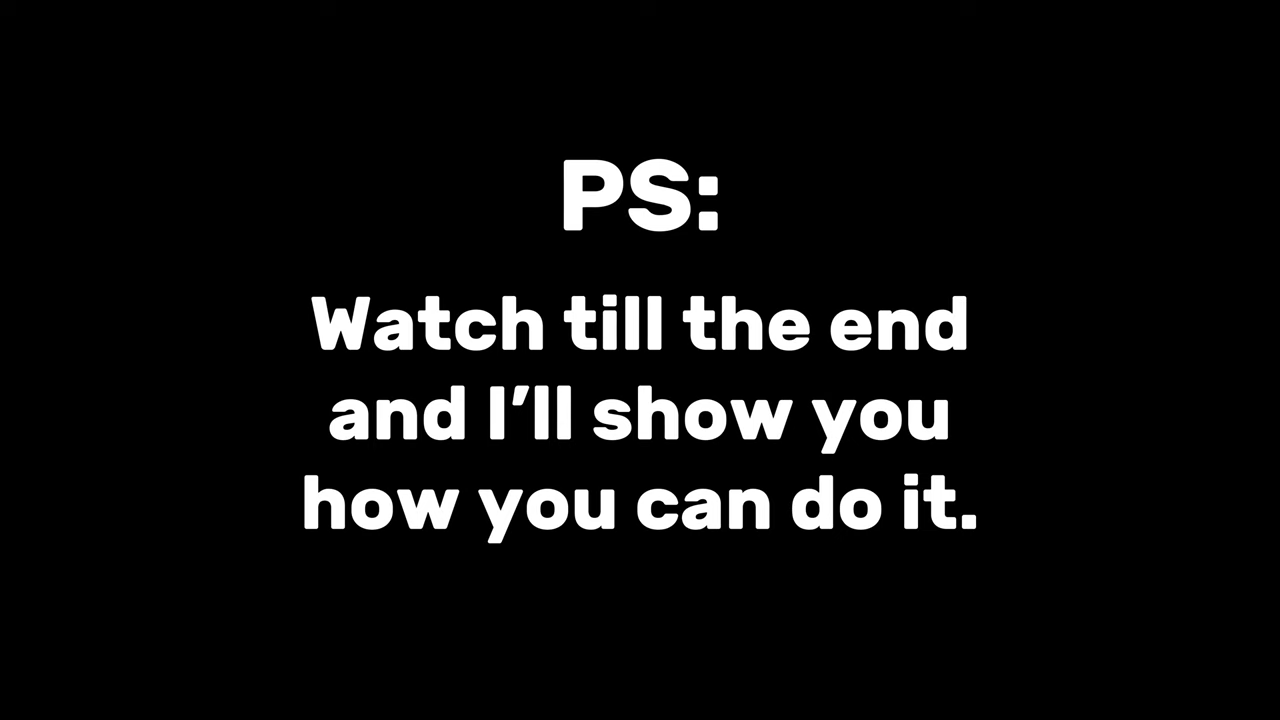 PS:
Watch till the end
and I’ll show you
how you can do it.